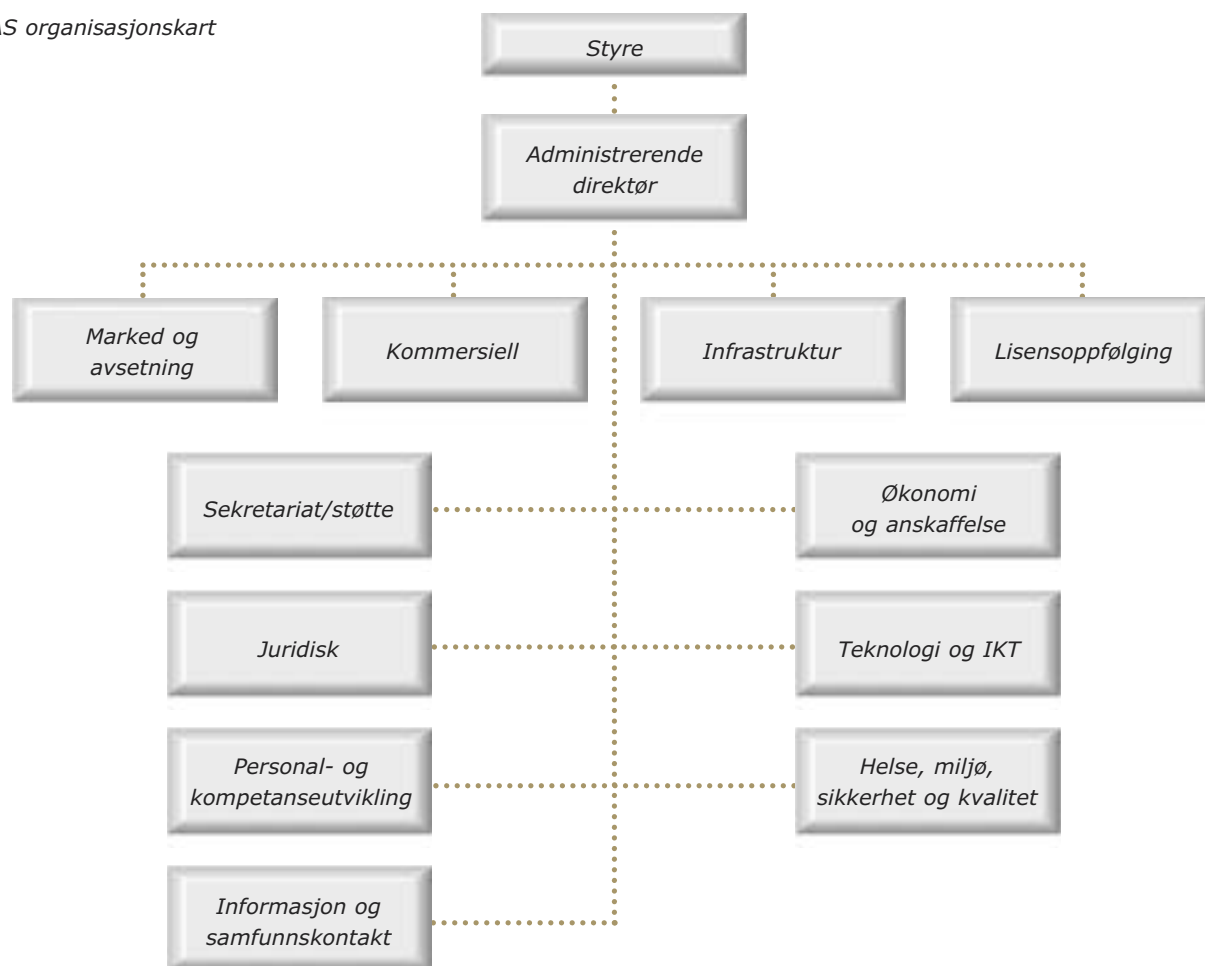 AS organisasjonskart
Styre
Administrerende
direktør
Marked og
avsetning
Kommersiell
Infrastruktur
Lisensoppfølging
Sekretariat/støtte
Økonomi
og anskaffelse
Juridisk
Teknologi og IKT
Personal- og
kompetanseutvikling
Helse, miljø,
sikkerhet og kvalitet
Informasjon og
samfunnskontakt